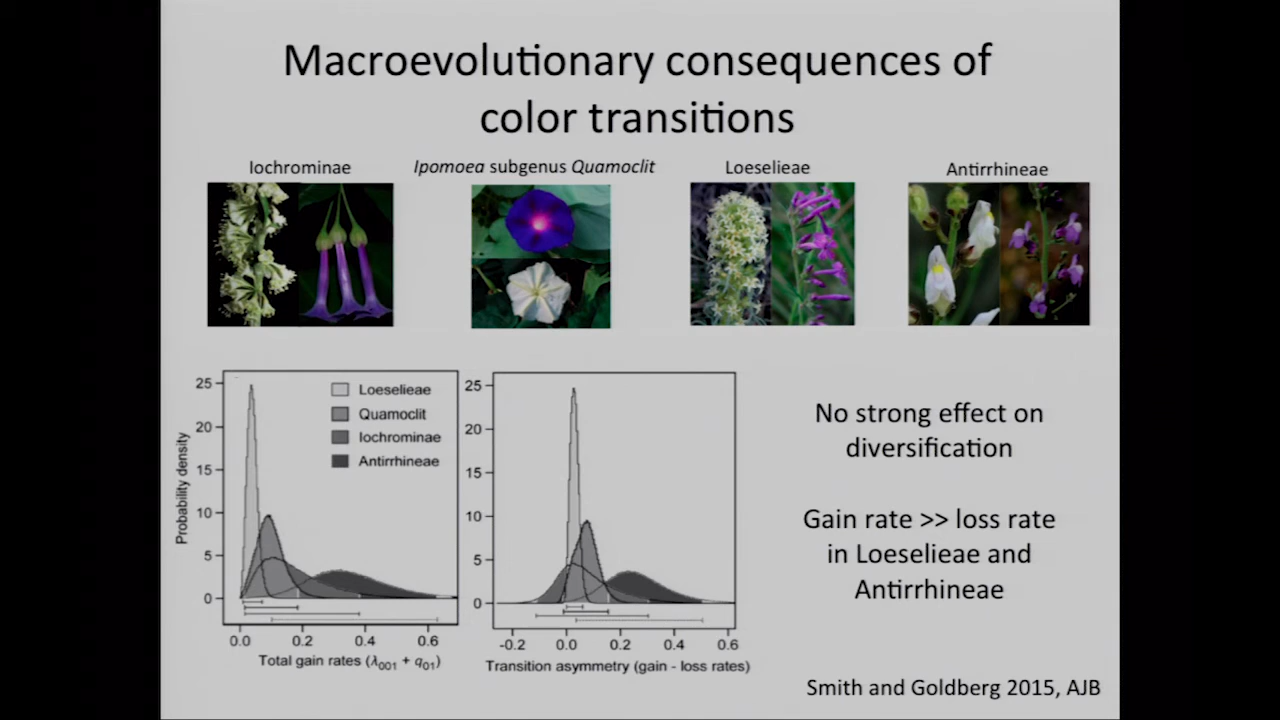 Macroevolutionary consequences of
color transitions
Iochrominae
Ipomoea subgenus Quamoclit
Loeselieae
Antirrhineae
25
20
15
10
5
0
Probability density
Loeselieae
Quamoclit
Iochrominae
Antirrhineae
0.0 0.2 0.4 0.6
Total gain rates (λ001 + q01)
25
20
15
10
5
0
-0.2 0.0 0.2 0.4 0.6
Transition asymmetry (gain - loss rates)
No strong effect on
diversification
Gain rate >> loss rate
in Loeselieae and
Antirrhineae
Smith and Goldberg 2015, AJB